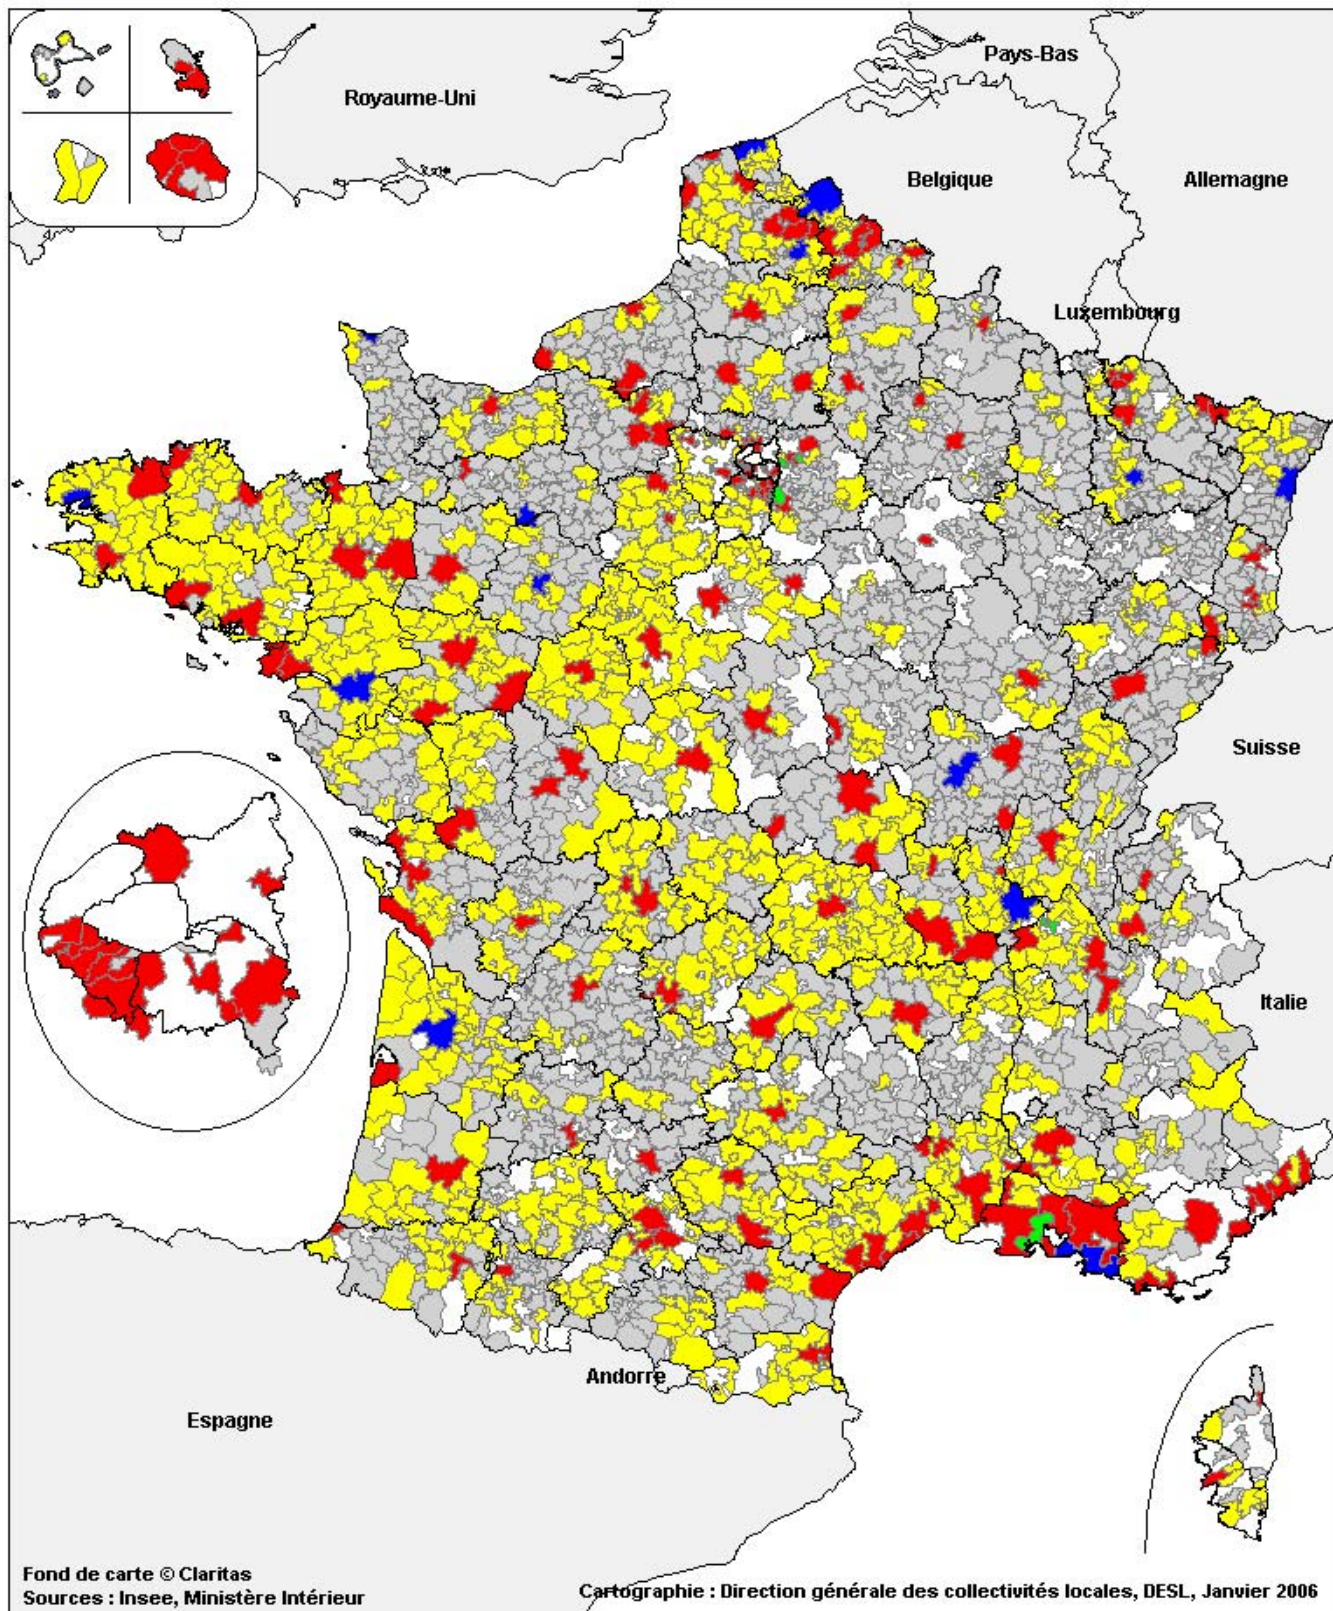 Pays-Bas
Royaume-Uni
Belgique
Allemagne
Luxembourg
Suisse
Italie
Andorre
Espagne
Fond de carte © Claritas
Sources : Insee, Ministère Intérieur
Cartographie : Direction générale des collectivités locales, DESL, Janvier 2006